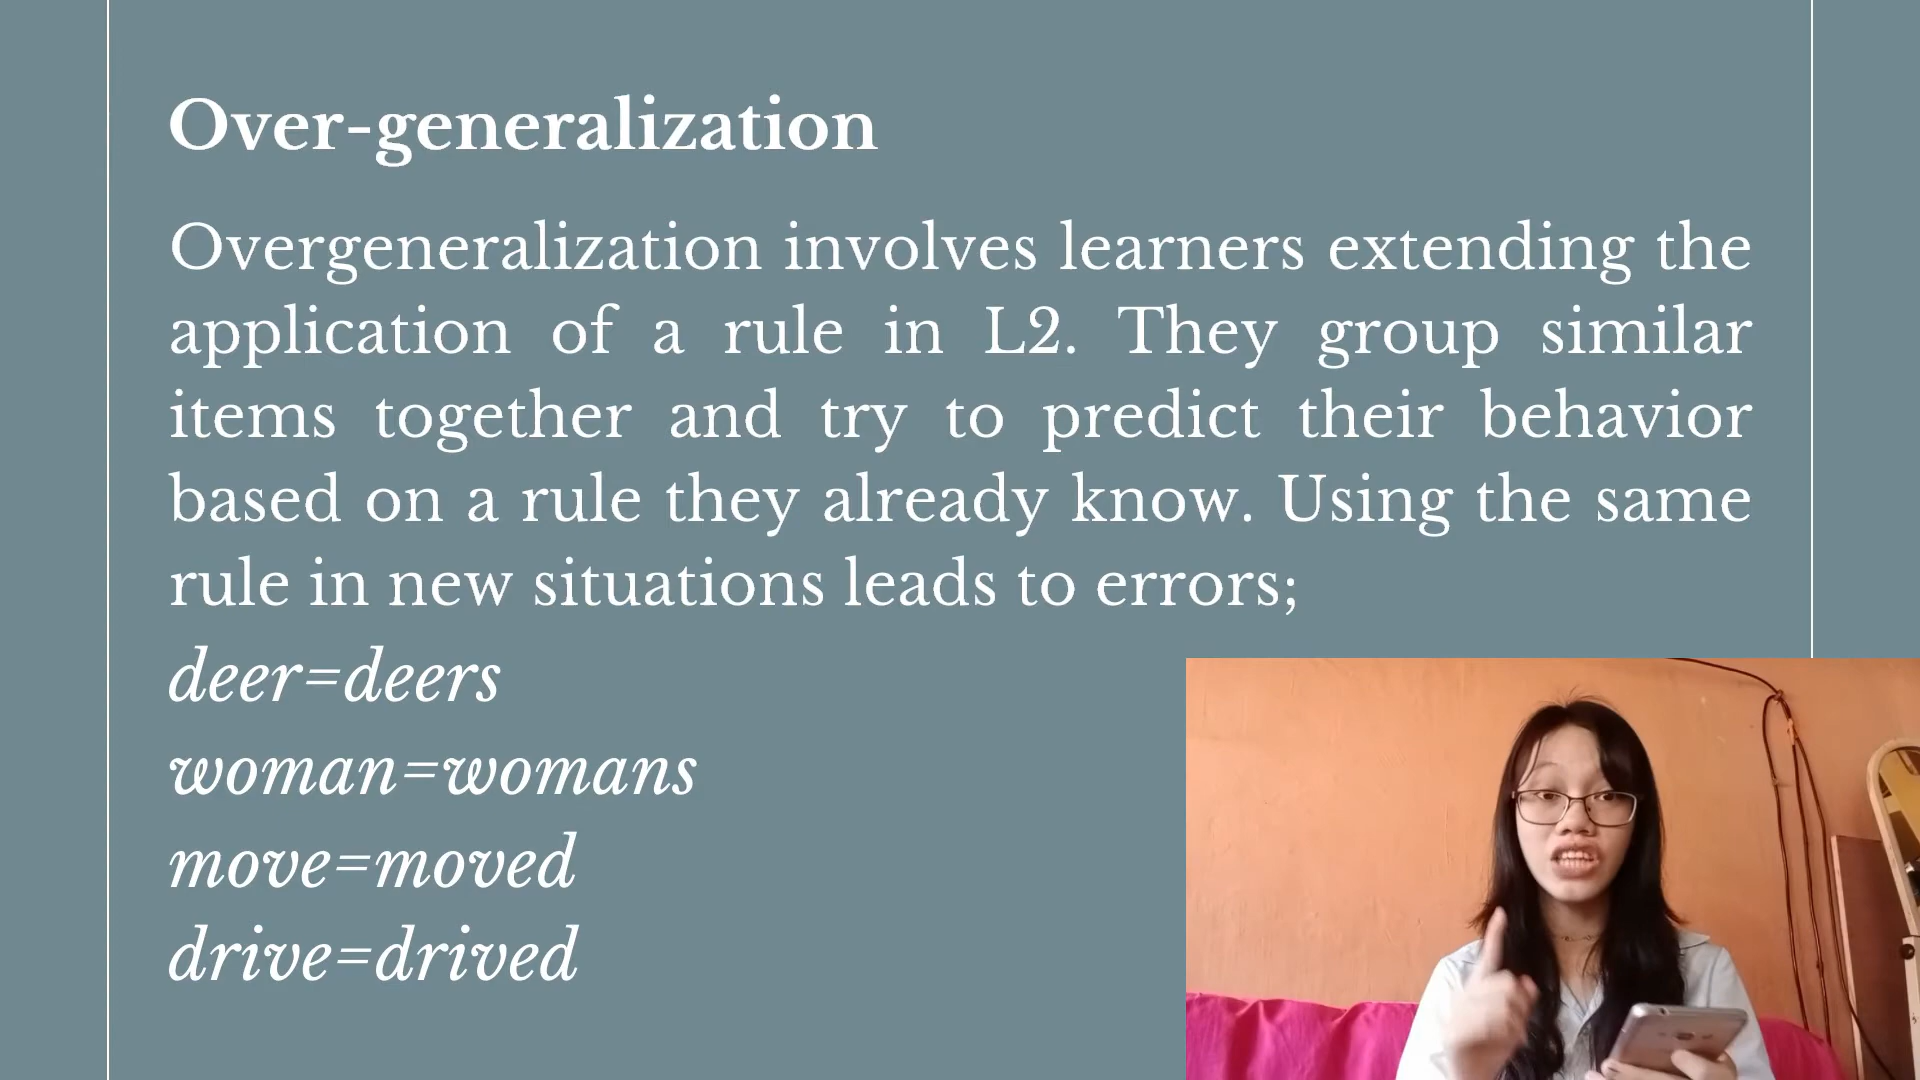 Over-generalization
Overgeneralization involves learners extending the
application of a rule in L2. They group similar
items together and try to predict their behavior
based on a rule they already know. Using the same
rule in new situations leads to errors;
deer=deers
woman=womans
move=moved
drive=drived